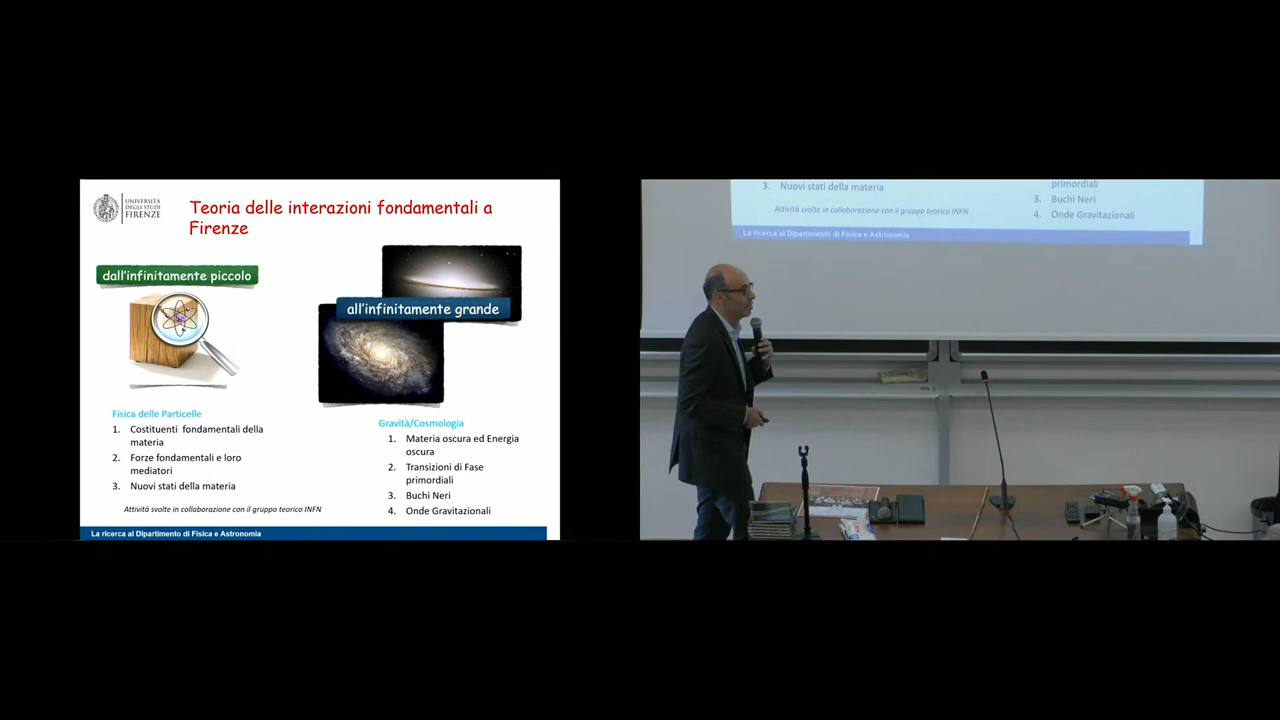 UNIVERSITÀ
DEGLI STUDI
FIRENZE
Teoria delle interazioni fondamentali a
Firenze
dall'infinitamente piccolo
all'infinitamente grande
Fisica delle Particelle
1. Costituenti fondamentali della
materia
2. Forze fondamentali e loro
mediatori
3. Nuovi stati della materia
Attività svolte in collaborazione con il gruppo teorico INFN
Gravità/Cosmologia
1. Materia oscura ed Energia
oscura
2. Transizioni di Fase
primordiali
3. Buchi Neri
4. Onde Gravitazionali
La ricerca al Dipartimento di Fisica e Astronomia
3. Nuovi stati della materia
Attività svolte in collaborazione con il gruppo teorico INFN
primordiali
3. Buchi Neri
4. Onde Gravitazionali
La ricerca al Dipartimento di Fisica e Astronomia